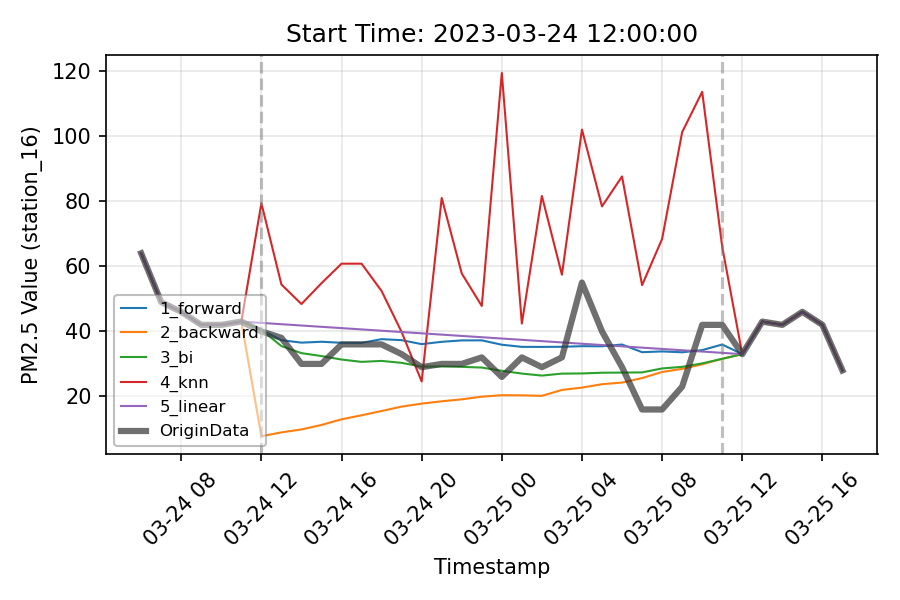 Start Time: 2023-03-24 12:00:00
PM2.5 Value (station_16)
120
100
80
60
40
20
1_forward
2_backward
3_bi
4_knn
5_linear
OriginData
03-24 08
03-24 12
03-24 16
03-24 20
03-25 00
03-25 04
03-25 08
03-25 12
03-25 16
Timestamp